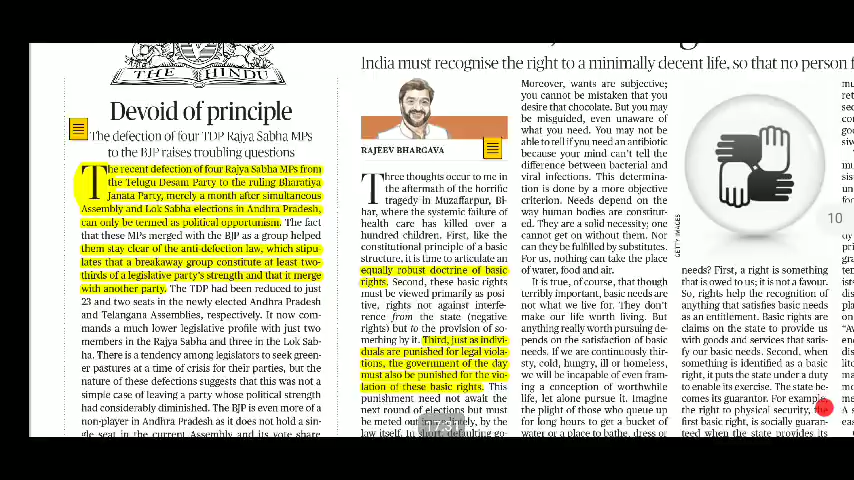 THE HINDU
Devoid of principle
The defection of four TDP Rajya Sabha MPs
to the BJP raises troubling questions
The recent defection of four Rajya Sabha MPs from
the Telugu Desam Party to the ruling Bharatiya
Janata Party, merely a month after simultaneous
Assembly and Lok Sabha elections in Andhra Pradesh,
can only be termed as political opportunism. The fact
that these MPs merged with the BJP as a group helped
them stay clear of the anti-defection law, which stipu-
lates that a breakaway group constitute at least two-
thirds of a legislative party's strength and that it merge
with another party. The TDP had been reduced to just
23 and two seats in the newly elected Andhra Pradesh
and Telangana Assemblies, respectively. It now com-
mands a much lower legislative profile with just two
members in the Rajya Sabha and three in the Lok Sab-
ha. There is a tendency among legislators to seek green-
er pastures at a time of crisis for their parties, but the
nature of these defections suggests that this was not a
simple case of leaving a party whose political strength
had considerably diminished. The BJP is even more of a
non-player in Andhra Pradesh as it does not hold a sin-
gle seat in the current Assembly and its vote share
India must recognise the right to a minimally decent life, so that no person f
RAJEEV BHARGAVA
Three thoughts occur to me in
the aftermath of the horrific
tragedy in Muzaffarpur, Bi-
har, where the systemic failure of
health care has killed over a
hundred children. First, like the
constitutional principle of a basic
structure, it is time to articulate an
equally robust doctrine of basic
rights. Second, these basic rights
must be viewed primarily as posi-
tive, rights not against interfe-
rence from the state (negative
rights) but to the provision of so-
mething by it. Third, just as indivi-
duals are punished for legal viola-
tions, the government of the day
must also be punished for the vio-
lation of these basic rights. This
punishment need not await the
next round of elections but must
be meted out by the
law itself. In short, defaulting go-
17:31
Moreover, wants are subjective;
you cannot be mistaken that you
desire that chocolate. But you may
be misguided, even unaware of
what you need. You may not be
able to tell if you need an antibiotic
because your mind can't tell the
difference between bacterial and
viral infections. This determina-
tion is done by a more objective
criterion. Needs depend on the
way human bodies are constitut-
ed. They are a solid necessity; one
cannot get on without them. Nor
can they be fulfilled by substitutes.
For us, nothing can take the place
of water, food and air.
It is true, of course, that though
terribly important, basic needs are
not what we live for. They don't
make our life worth living. But
anything really worth pursuing de-
pends on the satisfaction of basic
needs. If we are continuously thir-
sty, cold, hungry, ill or homeless,
we will be incapable of even fram-
ing a conception of worthwhile
life, let alone pursue it. Imagine
the plight of those who queue up
for long hours to get a bucket of
water or a place to bathe, dress or
GETTY IMAGES
needs? First, a right is something
that is owed to us; it is not a favour.
So, rights help the recognition of
anything that satisfies basic needs
as an entitlement. Basic rights are
claims on the state to provide us
with goods and services that satis-
fy our basic needs. Second, when
something is identified as a basic
right, it puts the state under a duty
to enable its exercise. The state be-
comes its guarantor. For example,
the right to physical security, the
first basic right, is socially guaran-
teed when the state provides its
10